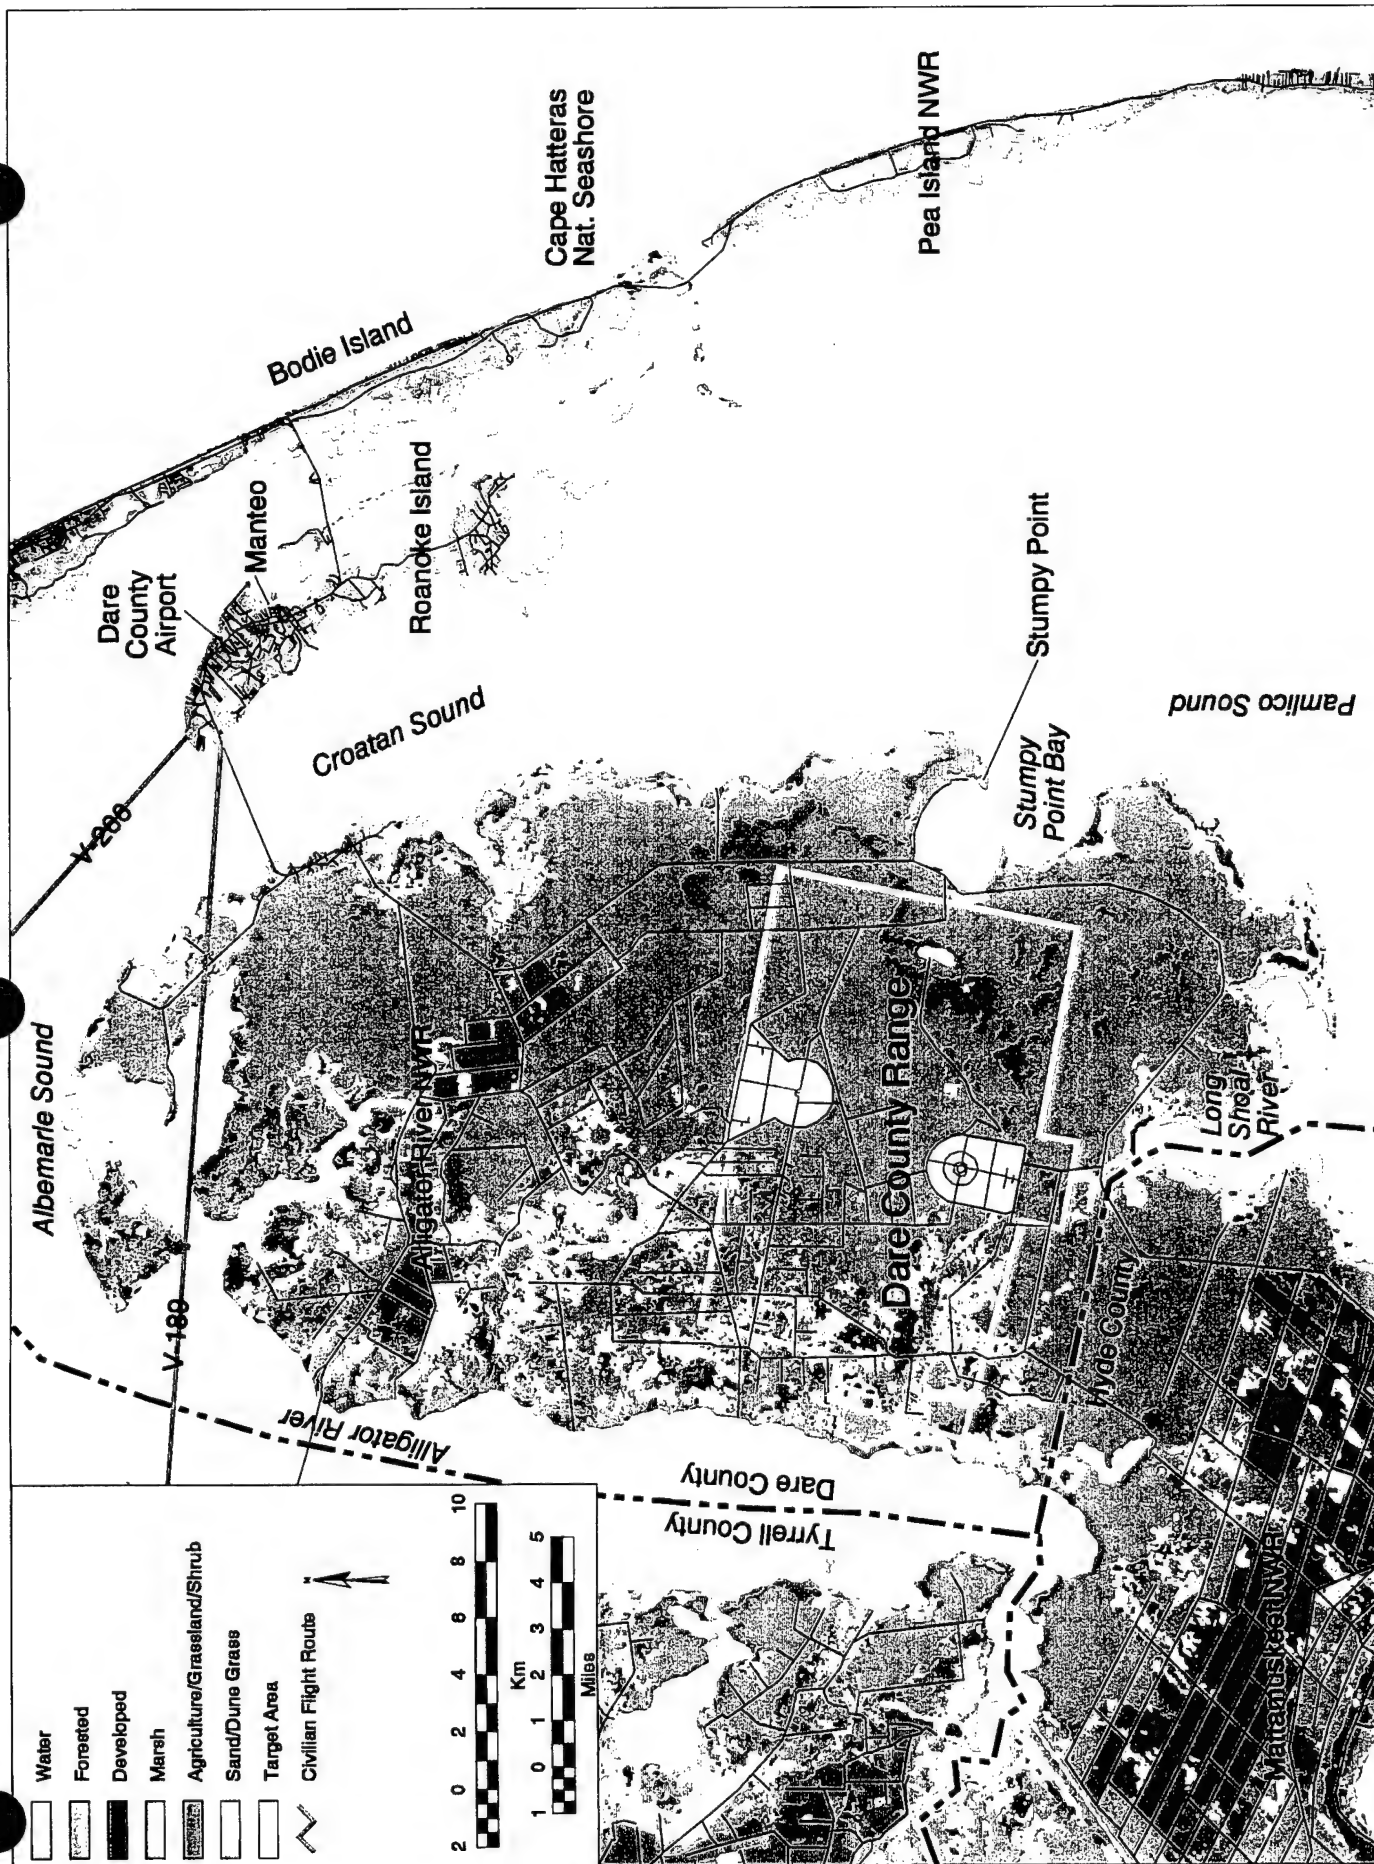 Water
Forested
Developed
Marsh
Agriculture/Grassland/Shrub
Sand/Dune Grass
Target Area
Civilian Flight Route
N
2 0 2 4 6 8 10
Km
1 0 1 2 3 4 5
Miles
Albemarle Sound
V-266
V-189
Alligator River
Dare
County
Airport
Manteo
Bodie Island
Roanoke Island
Croatan Sound
Cape Hatteras
Nat. Seashore
Pea Island NWR
Alligator River NWR
Dare County Range
Stumpy Point
Stumpy
Point Bay
Pamlico Sound
Long
Shoal
River
Hyde County
Dare County
Tyrrell County
Mattamuskeet NWR